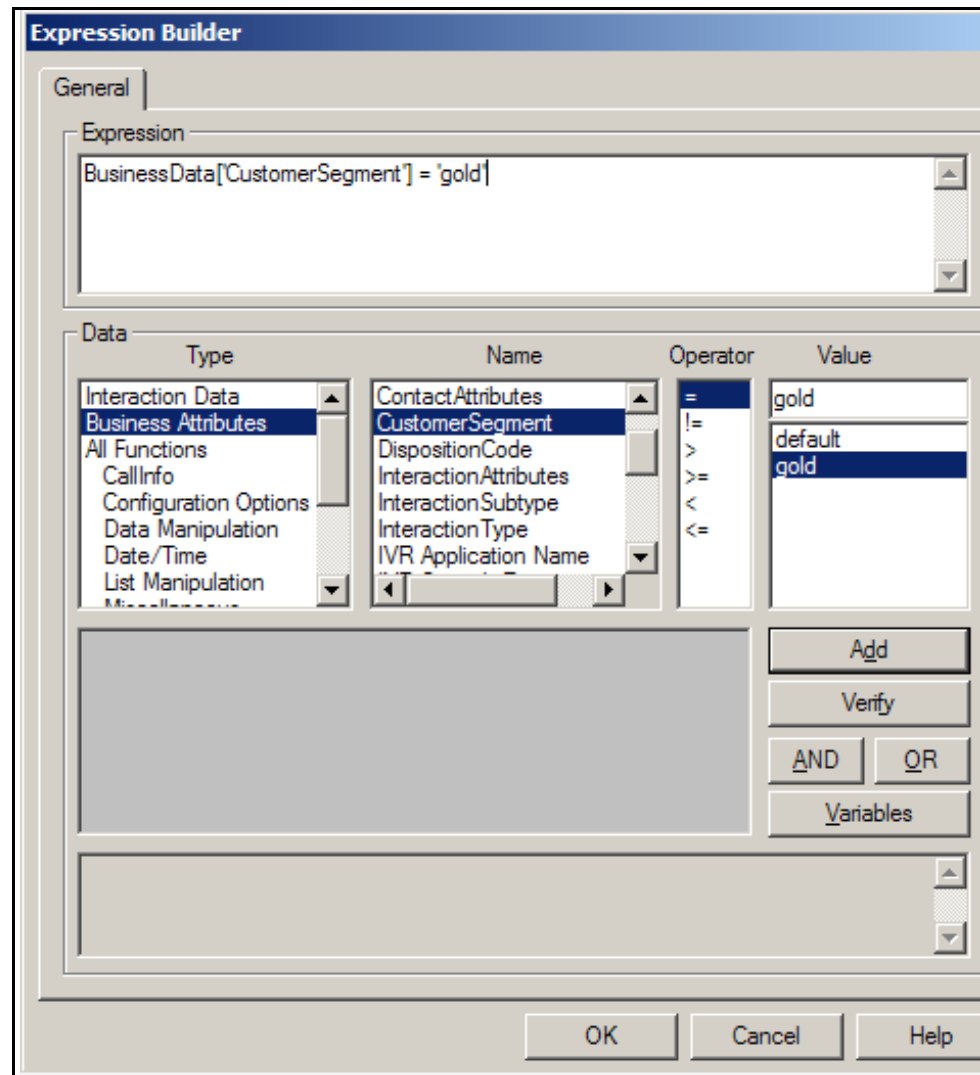 Expression Builder
General
Expression
BusinessData['CustomerSegment'] = 'gold'
Data
Type Name Operator Value
Interaction Data
Business Attributes
All Functions
CallInfo
Configuration Options
Data Manipulation
Date/Time
List Manipulation
ContactAttributes
CustomerSegment
DispositionCode
InteractionAttributes
InteractionSubtype
InteractionType
IVR Application Name
=
!=
>
>=
<
<=
gold
default
gold
Add
Verify
AND OR
Variables
OK Cancel Help